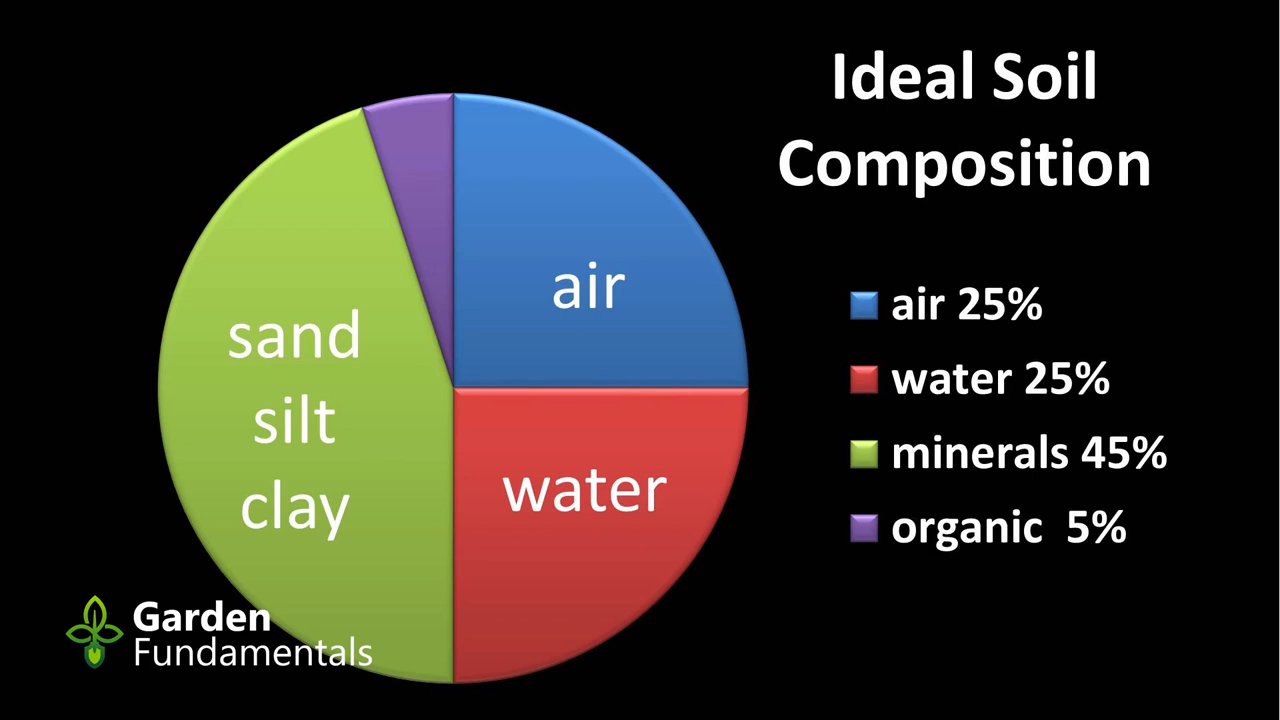 Ideal Soil
Composition
air
sand
silt
clay
water
air 25%
water 25%
minerals 45%
organic  5%
Garden
Fundamentals